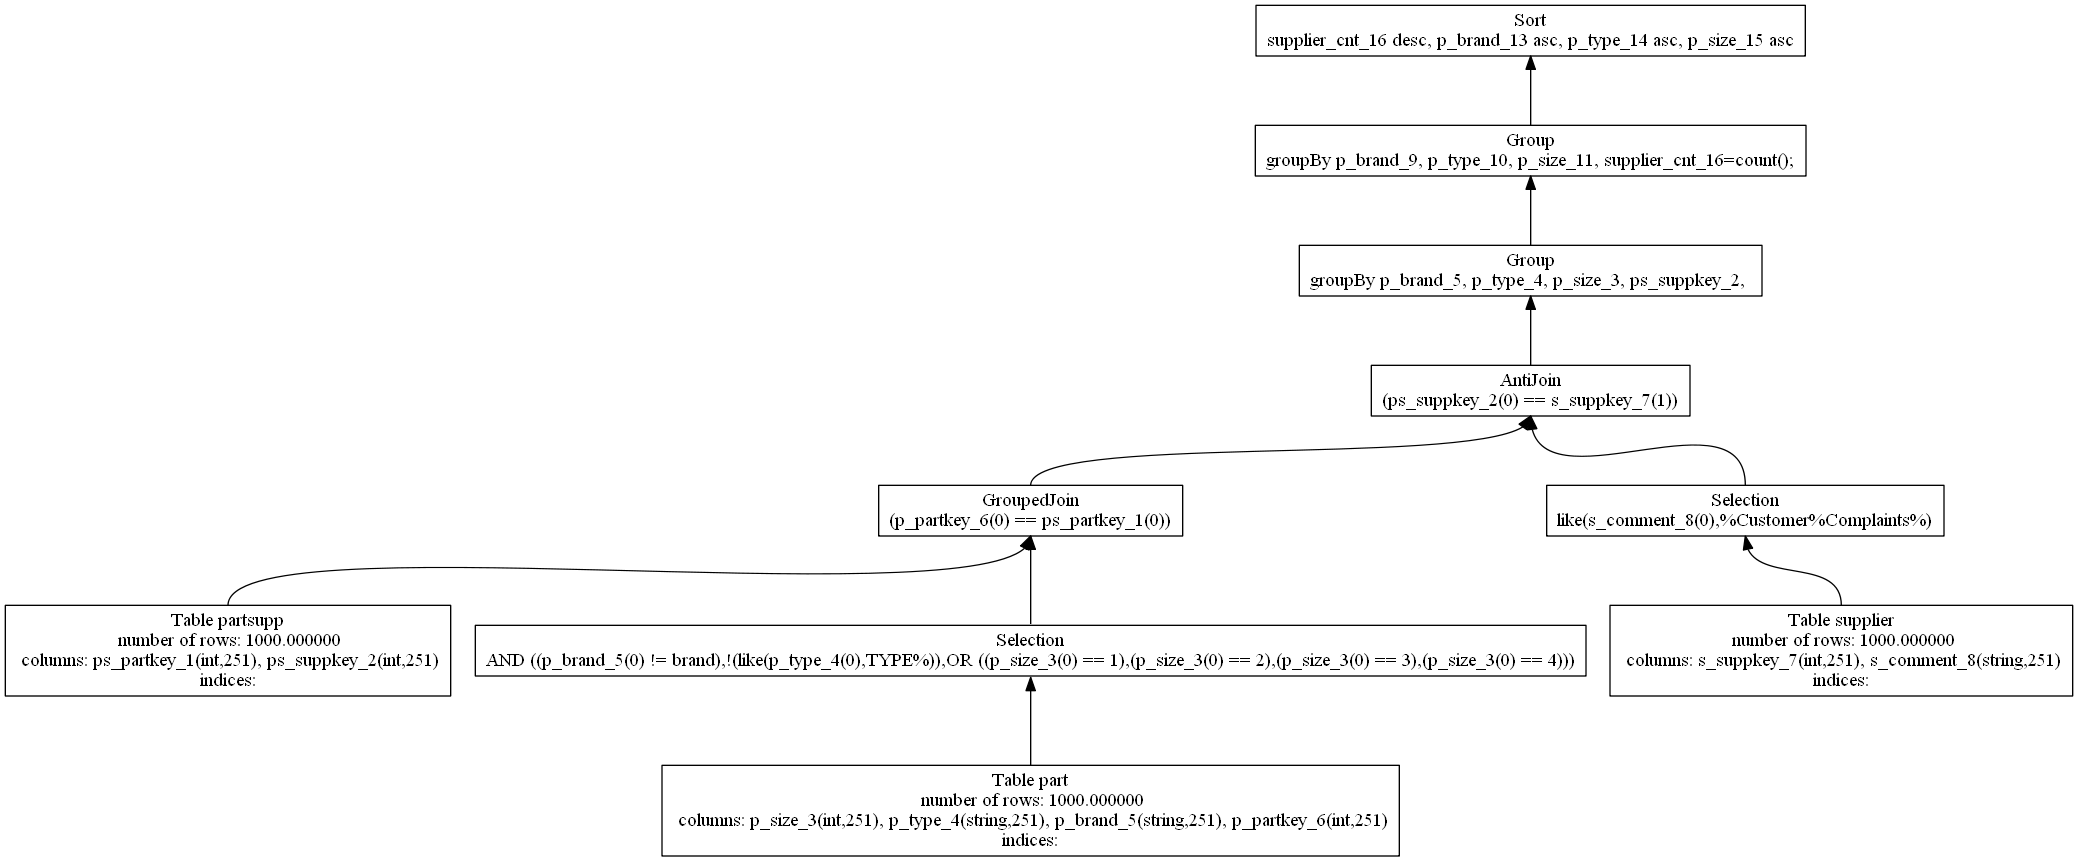 Sort
supplier_cnt_16 desc, p_brand_13 asc, p_type_14 asc, p_size_15 asc
Group
groupBy p_brand_9, p_type_10, p_size_11, supplier_cnt_16=count();
Group
groupBy p_brand_5, p_type_4, p_size_3, ps_suppkey_2,
AntiJoin
(ps_suppkey_2(0) == s_suppkey_7(1))
GroupedJoin
(p_partkey_6(0) == ps_partkey_1(0))
Selection
like(s_comment_8(0),%Customer%Complaints%)
Table partsupp
number of rows: 1000.000000
columns: ps_partkey_1(int,251), ps_suppkey_2(int,251)
indices:
Selection
AND ((p_brand_5(0) != brand),!(like(p_type_4(0),TYPE%)),OR ((p_size_3(0) == 1),(p_size_3(0) == 2),(p_size_3(0) == 3),(p_size_3(0) == 4)))
Table supplier
number of rows: 1000.000000
columns: s_suppkey_7(int,251), s_comment_8(string,251)
indices:
Table part
number of rows: 1000.000000
columns: p_size_3(int,251), p_type_4(string,251), p_brand_5(string,251), p_partkey_6(int,251)
indices: